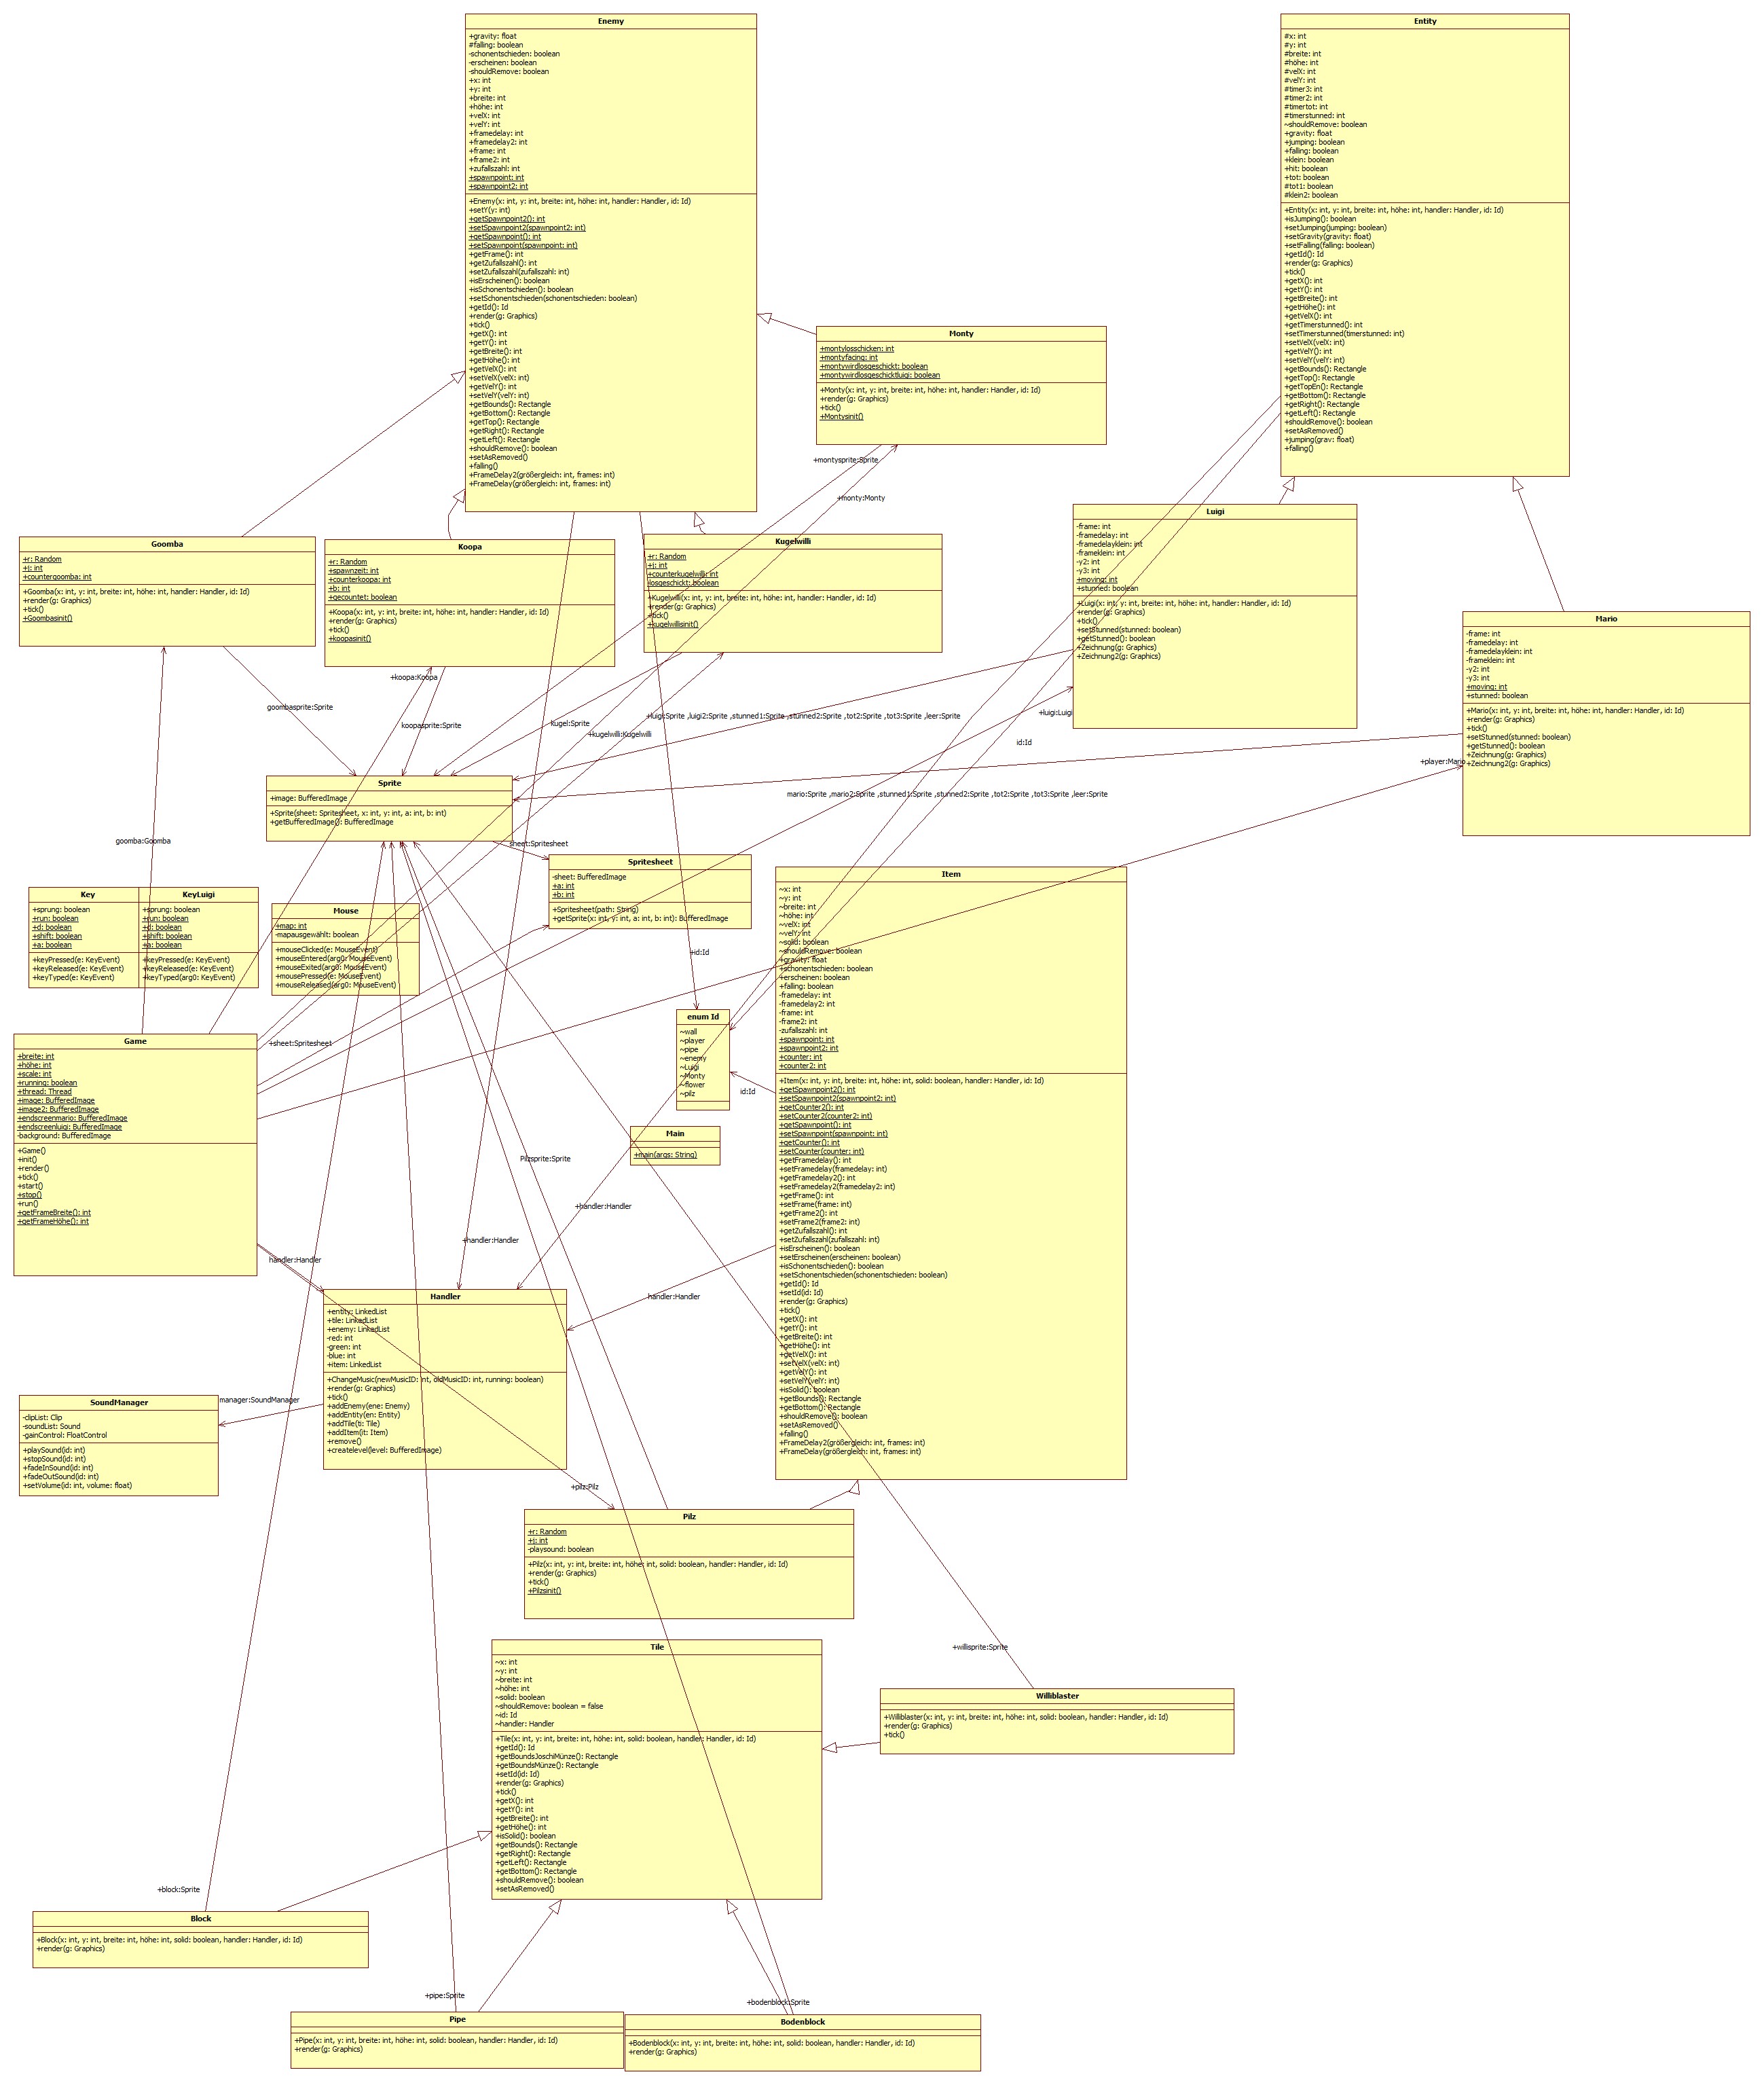 Enemy
+gravity: float
#falling: boolean
-schonentschieden: boolean
-erscheinen: boolean
-shouldRemove: boolean
+x: int
+y: int
+breite: int
+höhe: int
+velX: int
+velY: int
+framedelay: int
+framedelay2: int
+frame: int
+frame2: int
+zufallszahl: int
+spawnpoint: int
+spawnpoint2: int
+Enemy(x: int, y: int, breite: int, höhe: int, handler: Handler, id: Id)
+setY(y: int)
+getSpawnpoint2(): int
+setSpawnpoint2(spawnpoint2: int)
+getSpawnpoint(): int
+setSpawnpoint(spawnpoint: int)
+getFrame(): int
+getZufallszahl(): int
+setZufallszahl(zufallszahl: int)
+isErscheinen(): boolean
+isSchonentschieden(): boolean
+setSchonentschieden(schonentschieden: boolean)
+getId(): Id
+render(g: Graphics)
+tick()
+getX(): int
+getY(): int
+getBreite(): int
+getHöhe(): int
+getVelX(): int
+setVelX(velX: int)
+getVelY(): int
+setVelY(velY: int)
+getBounds(): Rectangle
+getBottom(): Rectangle
+getTop(): Rectangle
+getRight(): Rectangle
+getLeft(): Rectangle
+shouldRemove(): boolean
+setAsRemoved()
+falling()
+FrameDelay2(größergleich: int, frames: int)
+FrameDelay(größergleich: int, frames: int)
Entity
#x: int
#y: int
#breite: int
#höhe: int
#velX: int
#velY: int
#timer3: int
#timer2: int
#timertot: int
#timerstunned: int
~shouldRemove: boolean
+gravity: float
+jumping: boolean
+falling: boolean
+klein: boolean
+hit: boolean
+tot: boolean
#tot1: boolean
#klein2: boolean
+Entity(x: int, y: int, breite: int, höhe: int, handler: Handler, id: Id)
+isJumping(): boolean
+setJumping(jumping: boolean)
+setGravity(gravity: float)
+setFalling(falling: boolean)
+getId(): Id
+render(g: Graphics)
+tick()
+getX(): int
+getY(): int
+getBreite(): int
+getHöhe(): int
+getVelX(): int
+getTimerstunned(): int
+setTimerstunned(timerstunned: int)
+setVelX(velX: int)
+getVelY(): int
+setVelY(velY: int)
+getBounds(): Rectangle
+getTop(): Rectangle
+getTopEn(): Rectangle
+getBottom(): Rectangle
+getRight(): Rectangle
+getLeft(): Rectangle
+shouldRemove(): boolean
+setAsRemoved()
+jumping(grav: float)
+falling()
Monty
+montylosschicken: int
+montyfacing: int
+montywirdlosgeschickt: boolean
+montywirdlosgeschicktluigi: boolean
+Monty(x: int, y: int, breite: int, höhe: int, handler: Handler, id: Id)
+render(g: Graphics)
+tick()
+Montysinit()
+montysprite:Sprite
+monty:Monty
Goomba
+r: Random
+j: int
+countergoomba: int
+Goomba(x: int, y: int, breite: int, höhe: int, handler: Handler, id: Id)
+render(g: Graphics)
+tick()
+Goombasinit()
Koopa
+r: Random
+spawnzeit: int
+counterkoopa: int
+b: int
+gecountet: boolean
+Koopa(x: int, y: int, breite: int, höhe: int, handler: Handler, id: Id)
+render(g: Graphics)
+tick()
+koopasinit()
Kugelwilli
+r: Random
+j: int
+counterkugelwilli: int
losgeschickt: boolean
+Kugelwilli(x: int, y: int, breite: int, höhe: int, handler: Handler, id: Id)
+render(g: Graphics)
+tick()
+kugelwillisinit()
Luigi
-frame: int
-framedelay: int
-framedelayklein: int
-frameklein: int
-y2: int
-y3: int
+moving: int
+stunned: boolean
+Luigi(x: int, y: int, breite: int, höhe: int, handler: Handler, id: Id)
+render(g: Graphics)
+tick()
+setStunned(stunned: boolean)
+getStunned(): boolean
+Zeichnung(g: Graphics)
+Zeichnung2(g: Graphics)
Mario
-frame: int
-framedelay: int
-framedelayklein: int
-frameklein: int
-y2: int
-y3: int
+moving: int
+stunned: boolean
+Mario(x: int, y: int, breite: int, höhe: int, handler: Handler, id: Id)
+render(g: Graphics)
+tick()
+setStunned(stunned: boolean)
+getStunned(): boolean
+Zeichnung(g: Graphics)
+Zeichnung2(g: Graphics)
+koopa:Koopa
goombasprite:Sprite
koopasprite:Sprite
kugel:Sprite
+kugelwilli:Kugelwilli
+luigi:Sprite ,luigi2:Sprite ,stunned1:Sprite ,stunned2:Sprite ,tot2:Sprite ,tot3:Sprite ,leer:Sprite
+luigi:Luigi
id:Id
+player:Mario
mario:Sprite ,mario2:Sprite ,stunned1:Sprite ,stunned2:Sprite ,tot2:Sprite ,tot3:Sprite ,leer:Sprite
Sprite
+image: BufferedImage
+Sprite(sheet: Spritesheet, x: int, y: int, a: int, b: int)
+getBufferedImage(): BufferedImage
goomba:Goomba
sheet:Spritesheet
Spritesheet
-sheet: BufferedImage
+a: int
+b: int
+Spritesheet(path: String)
+getSprite(x: int, y: int, a: int, b: int): BufferedImage
Key
+sprung: boolean
+run: boolean
+d: boolean
+shift: boolean
+a: boolean
+keyPressed(e: KeyEvent)
+keyReleased(e: KeyEvent)
+keyTyped(e: KeyEvent)
KeyLuigi
+sprung: boolean
+run: boolean
+d: boolean
+shift: boolean
+a: boolean
+keyPressed(e: KeyEvent)
+keyReleased(e: KeyEvent)
+keyTyped(arg0: KeyEvent)
Mouse
+map: int
-mapausgewählt: boolean
+mouseClicked(e: MouseEvent)
+mouseEntered(arg0: MouseEvent)
+mouseExited(arg0: MouseEvent)
+mousePressed(e: MouseEvent)
+mouseReleased(arg0: MouseEvent)
Item
~x: int
~y: int
~breite: int
~höhe: int
~velX: int
~velY: int
~solid: boolean
~shouldRemove: boolean
+gravity: float
+schonentschieden: boolean
+erscheinen: boolean
+falling: boolean
-framedelay: int
-framedelay2: int
-frame: int
-frame2: int
-zufallszahl: int
+spawnpoint: int
+spawnpoint2: int
+counter: int
+counter2: int
+Item(x: int, y: int, breite: int, höhe: int, solid: boolean, handler: Handler, id: Id)
+getSpawnpoint2(): int
+setSpawnpoint2(spawnpoint2: int)
+getCounter2(): int
+setCounter2(counter2: int)
+getSpawnpoint(): int
+setSpawnpoint(spawnpoint: int)
+getCounter(): int
+setCounter(counter: int)
+getFramedelay(): int
+setFramedelay(framedelay: int)
+getFramedelay2(): int
+setFramedelay2(framedelay2: int)
+getFrame(): int
+setFrame(frame: int)
+getFrame2(): int
+setFrame2(frame2: int)
+getZufallszahl(): int
+setZufallszahl(zufallszahl: int)
+isErscheinen(): boolean
+setErscheinen(erscheinen: boolean)
+isSchonentschieden(): boolean
+setSchonentschieden(schonentschieden: boolean)
+getId(): Id
+setId(id: Id)
+render(g: Graphics)
+tick()
+getX(): int
+getY(): int
+getBreite(): int
+getHöhe(): int
+getVelX(): int
+setVelX(velX: int)
+getVelY(): int
+setVelY(velY: int)
+isSolid(): boolean
+getBounds(): Rectangle
+getBottom(): Rectangle
+shouldRemove(): boolean
+setAsRemoved()
+falling()
+FrameDelay2(größergleich: int, frames: int)
+FrameDelay(größergleich: int, frames: int)
+id:Id
enum Id
~wall
~player
~pipe
~enemy
~Luigi
~Monty
~flower
~pilz
id:Id
Game
+breite: int
+höhe: int
+scale: int
+running: boolean
+thread: Thread
+image: BufferedImage
+image2: BufferedImage
+endscreenmario: BufferedImage
+endscreenluigi: BufferedImage
-background: BufferedImage
+Game()
+init()
+render()
+tick()
+start()
+stop()
+run()
+getFrameBreite(): int
+getFrameHöhe(): int
+sheet:Spritesheet
Main
+main(args: String)
Pilzsprite:Sprite
+handler:Handler
+handler:Handler
handler:Handler
handler:Handler
Handler
+entity: LinkedList
+tile: LinkedList
+enemy: LinkedList
-red: int
-green: int
-blue: int
+item: LinkedList
+ChangeMusic(newMusicID: int, oldMusicID: int, running: boolean)
+render(g: Graphics)
+tick()
+addEnemy(ene: Enemy)
+addEntity(en: Entity)
+addTile(ti: Tile)
+addItem(it: Item)
+remove()
+createlevel(level: BufferedImage)
manager:SoundManager
SoundManager
-clipList: Clip
-soundList: Sound
-gainControl: FloatControl
+playSound(id: int)
+stopSound(id: int)
+fadeInSound(id: int)
+fadeOutSound(id: int)
+setVolume(id: int, volume: float)
+pilz:Pilz
Pilz
+r: Random
+j: int
-playsound: boolean
+Pilz(x: int, y: int, breite: int, höhe: int, solid: boolean, handler: Handler, id: Id)
+render(g: Graphics)
+tick()
+Pilzsinit()
Tile
~x: int
~y: int
~breite: int
~höhe: int
~solid: boolean
~shouldRemove: boolean = false
~id: Id
~handler: Handler
+Tile(x: int, y: int, breite: int, höhe: int, solid: boolean, handler: Handler, id: Id)
+getId(): Id
+getBoundsJoschiMünze(): Rectangle
+getBoundsMünze(): Rectangle
+setId(id: Id)
+render(g: Graphics)
+tick()
+getX(): int
+getY(): int
+getBreite(): int
+getHöhe(): int
+isSolid(): boolean
+getBounds(): Rectangle
+getRight(): Rectangle
+getLeft(): Rectangle
+getBottom(): Rectangle
+shouldRemove(): boolean
+setAsRemoved()
+willisprite:Sprite
Williblaster
+Williblaster(x: int, y: int, breite: int, höhe: int, solid: boolean, handler: Handler, id: Id)
+render(g: Graphics)
+tick()
+block:Sprite
Block
+Block(x: int, y: int, breite: int, höhe: int, solid: boolean, handler: Handler, id: Id)
+render(g: Graphics)
+pipe:Sprite
Pipe
+Pipe(x: int, y: int, breite: int, höhe: int, solid: boolean, handler: Handler, id: Id)
+render(g: Graphics)
+bodenblock:Sprite
Bodenblock
+Bodenblock(x: int, y: int, breite: int, höhe: int, solid: boolean, handler: Handler, id: Id)
+render(g: Graphics)